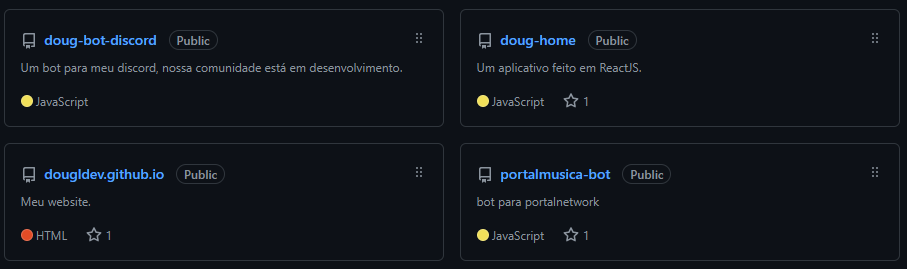 doug-bot-discord Public
Um bot para meu discord, nossa comunidade está em desenvolvimento.
JavaScript
doug-home Public
Um aplicativo feito em ReactJS.
JavaScript 1
dougldev.github.io Public
Meu website.
HTML 1
portalmusica-bot Public
bot para portalnetwork
JavaScript 1